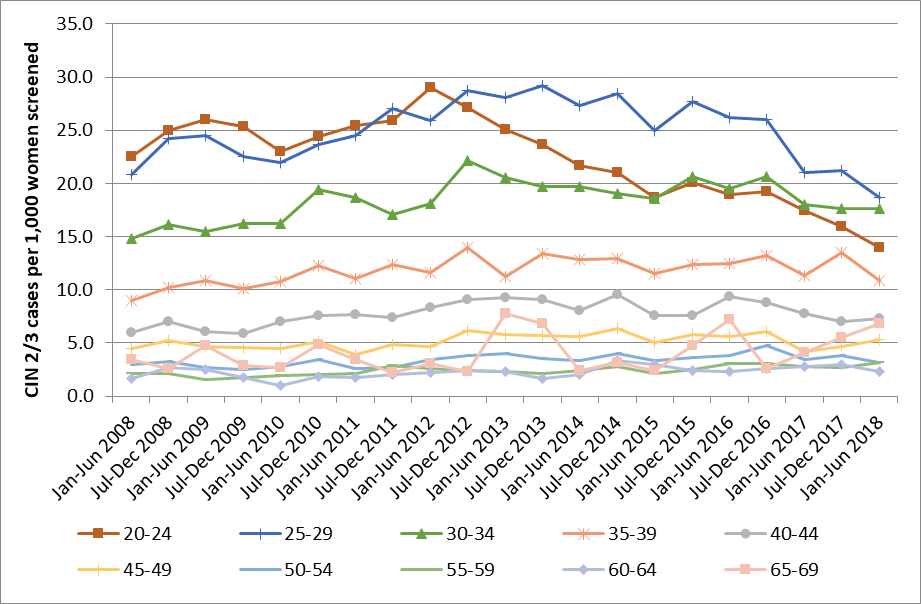 CIN 2/3 cases per 1,000 women screened
35.0
30.0
25.0
20.0
15.0
10.0
5.0
0.0
Jan-Jun 2008
Jul-Dec 2008
Jan-Jun 2009
Jul-Dec 2009
Jan-Jun 2010
Jul-Dec 2010
Jan-Jun 2011
Jul-Dec 2011
Jan-Jun 2012
Jul-Dec 2012
Jan-Jun 2013
Jul-Dec 2013
Jan-Jun 2014
Jul-Dec 2014
Jan-Jun 2015
Jul-Dec 2015
Jan-Jun 2016
Jul-Dec 2016
Jan-Jun 2017
Jul-Dec 2017
Jan-Jun 2018
20-24 25-29 30-34 35-39 40-44
45-49 50-54 55-59 60-64 65-69